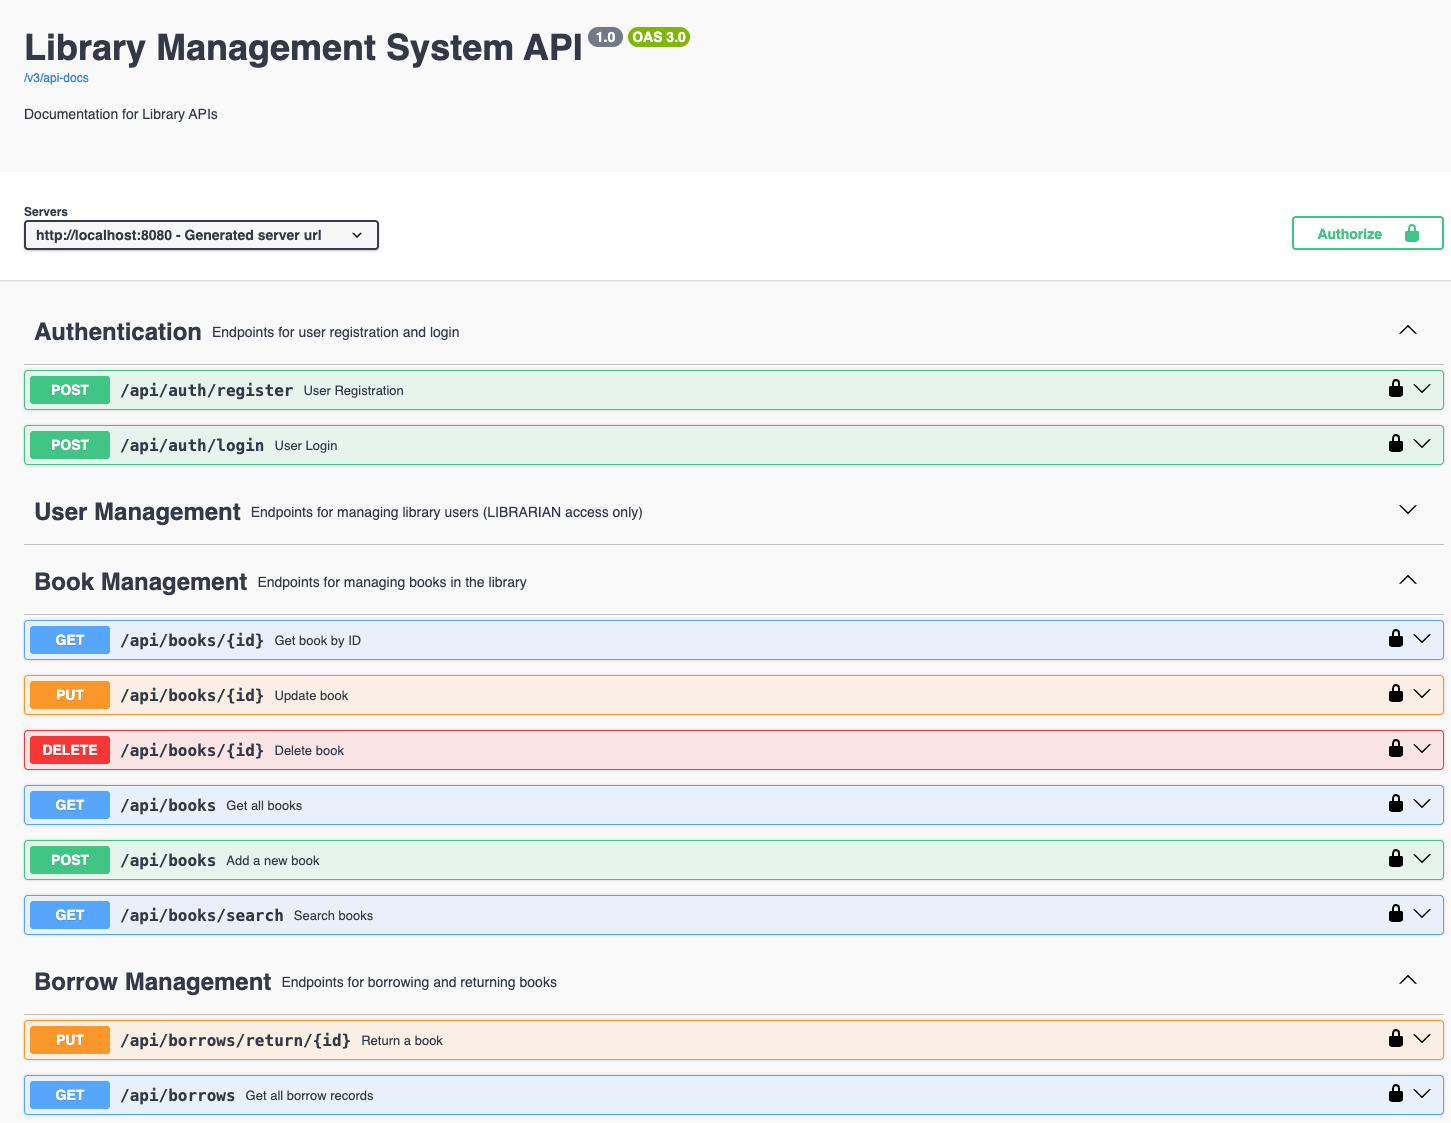 Library Management System API 1.0 OAS 3.0
/v3/api-docs
Documentation for Library APIs
Servers
http://localhost:8080 - Generated server url
Authorize
Authentication Endpoints for user registration and login
POST /api/auth/register User Registration
POST /api/auth/login User Login
User Management Endpoints for managing library users (LIBRARIAN access only)
Book Management Endpoints for managing books in the library
GET /api/books/{id} Get book by ID
PUT /api/books/{id} Update book
DELETE /api/books/{id} Delete book
GET /api/books Get all books
POST /api/books Add a new book
GET /api/books/search Search books
Borrow Management Endpoints for borrowing and returning books
PUT /api/borrows/return/{id} Return a book
GET /api/borrows Get all borrow records